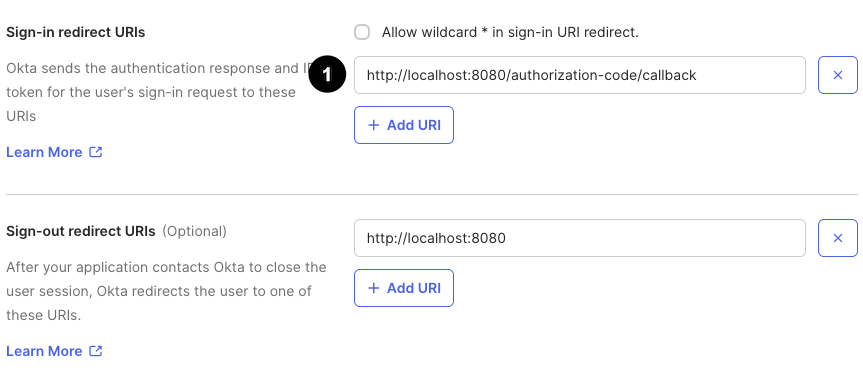 Sign-in redirect URIs
Allow wildcard * in sign-in URI redirect.
Okta sends the authentication response and
token for the user's sign-in request to these
URIs
Learn More
1
http://localhost:8080/authorization-code/callback
+ Add URI
Sign-out redirect URIs (Optional)
After your application contacts Okta to close the
user session, Okta redirects the user to one of
these URIs.
Learn More
http://localhost:8080
+ Add URI